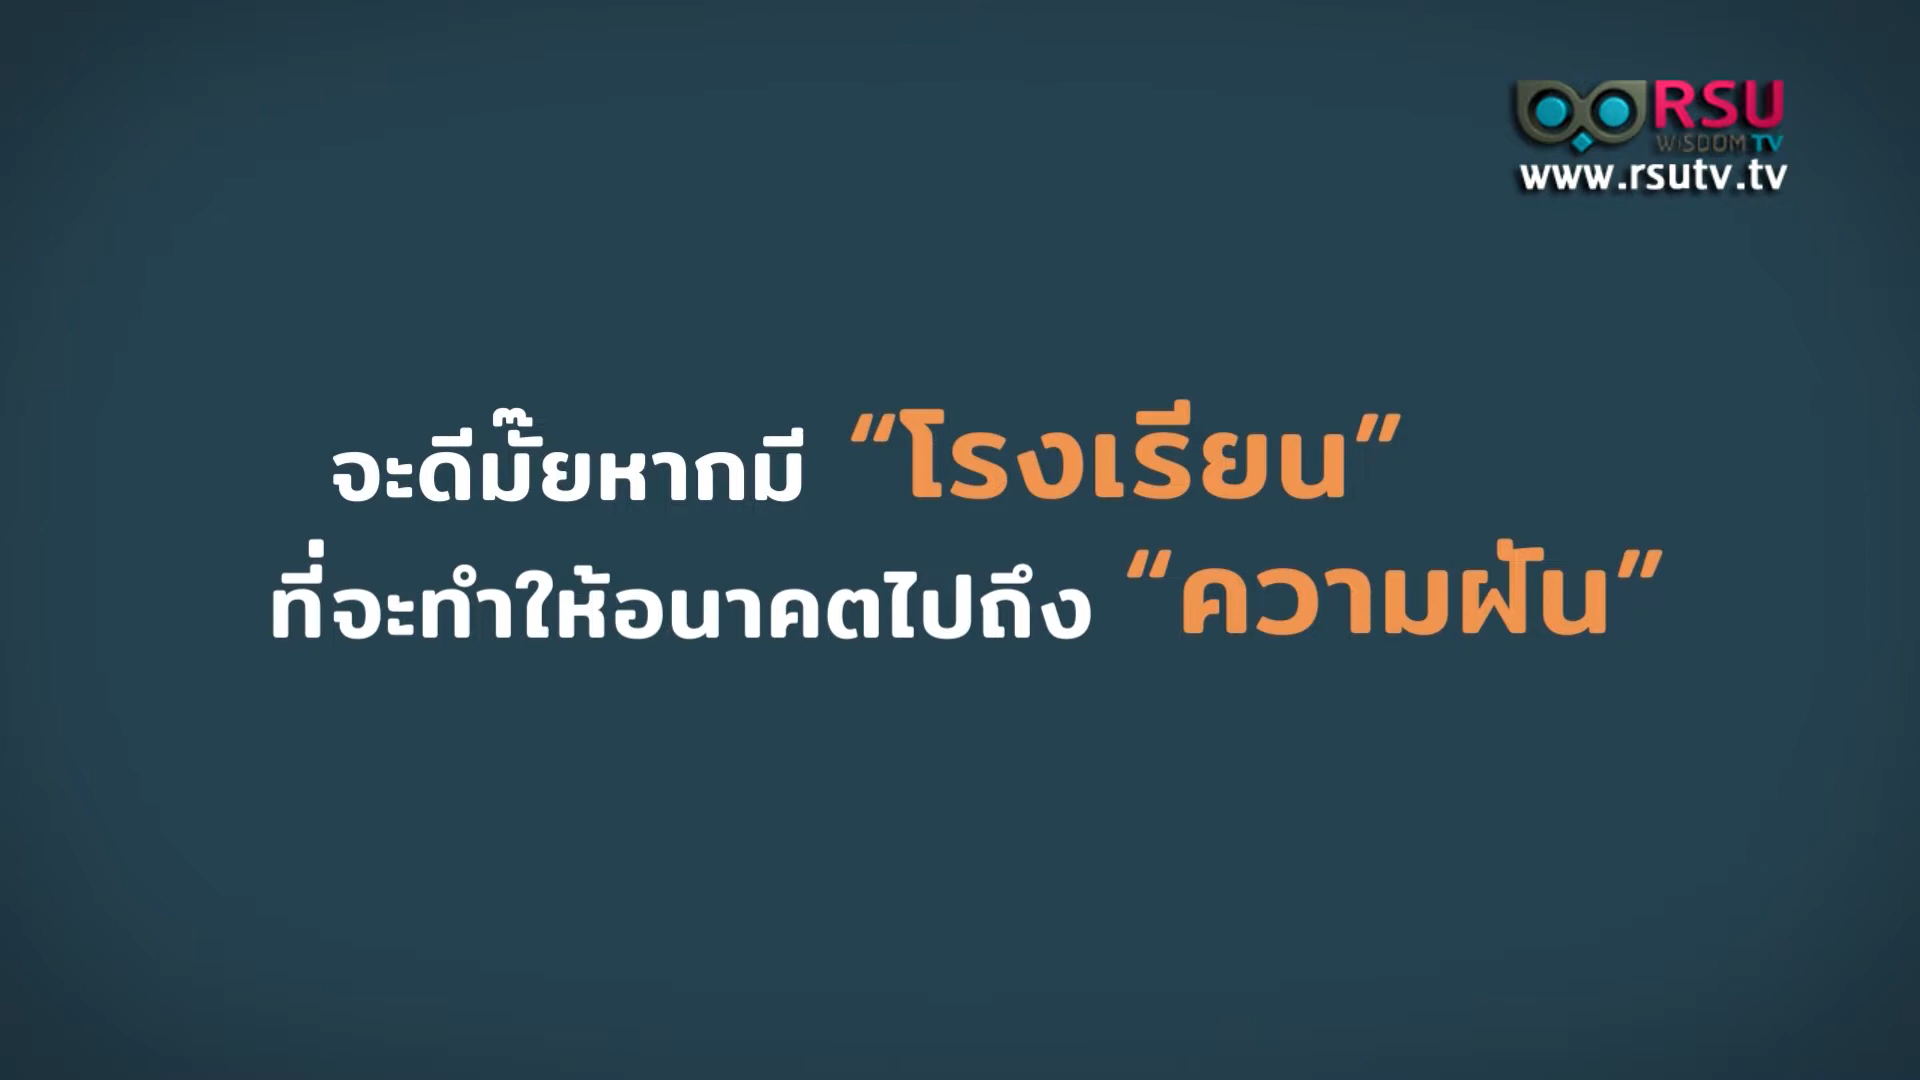 RSU
WISDOM TV
www.rsutv.tv
จะดีมั๊ยหากมี “โรงเรียน”
ที่จะทำให้อนาคตไปถึง “ความฝัน”